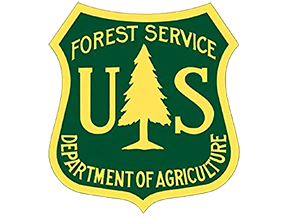 FOREST SERVICE
U S
DEPARTMENT OF AGRICULTURE